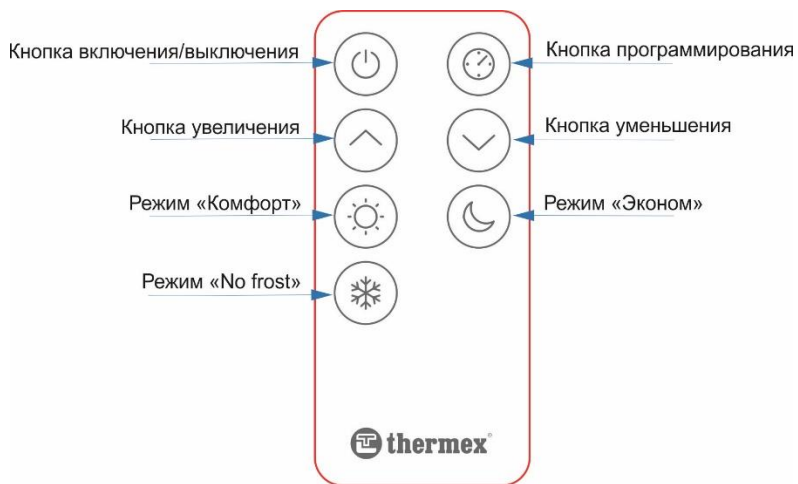 Кнопка включения/выключения
Кнопка программирования
Кнопка увеличения
Кнопка уменьшения
Режим «Комфорт»
Режим «Эконом»
Режим «No frost»
thermex®